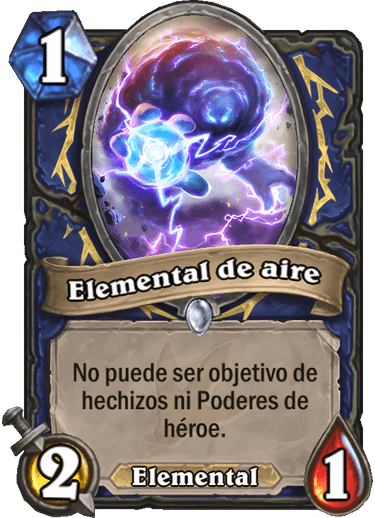 1
Elemental de aire
No puede ser objetivo de
hechizos ni Poderes de
héroe.
2
Elemental
1